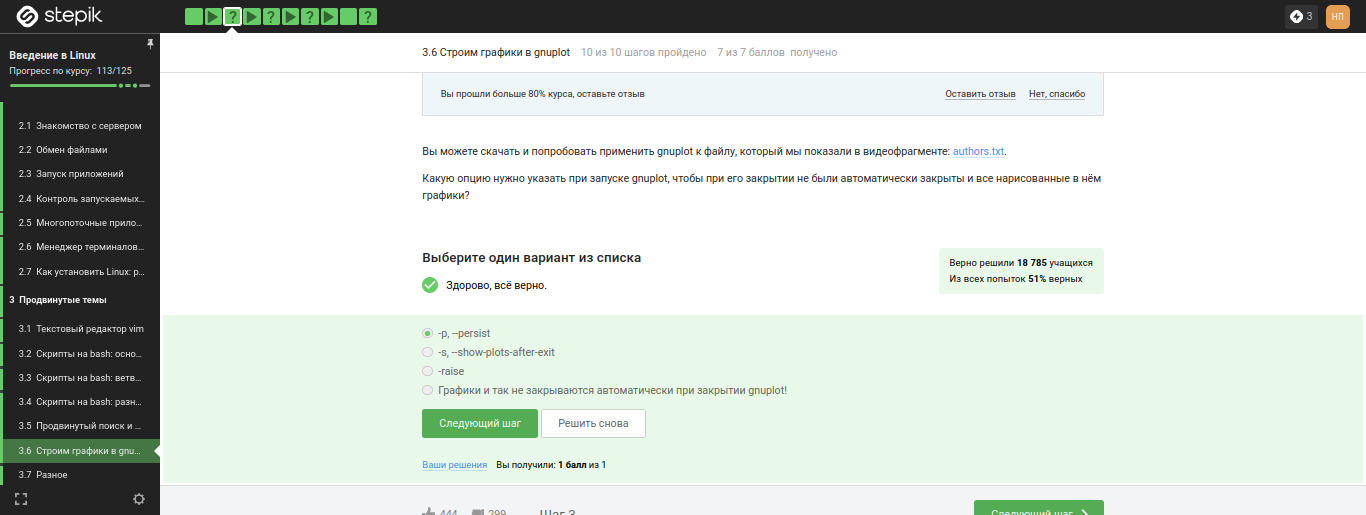 stepik
? ? ? ?
3
НП
Введение в Linux
Прогресс по курсу: 113/125
2.1 Знакомство с сервером
2.2 Обмен файлами
2.3 Запуск приложений
2.4 Контроль запускаемых...
2.5 Многопоточные прило...
2.6 Менеджер терминалов...
2.7 Как установить Linux: р...
3 Продвинутые темы
3.1 Текстовый редактор vim
3.2 Скрипты на bash: осно...
3.3 Скрипты на bash: ветв...
3.4 Скрипты на bash: разн...
3.5 Продвинутый поиск и ...
3.6 Строим графики в gnu...
3.7 Разное
3.6 Строим графики в gnuplot 10 из 10 шагов пройдено 7 из 7 баллов получено
Вы прошли больше 80% курса, оставьте отзыв
Оставить отзыв Нет, спасибо
Вы можете скачать и попробовать применить gnuplot к файлу, который мы показали в видеофрагменте: authors.txt.
Какую опцию нужно указать при запуске gnuplot, чтобы при его закрытии не были автоматически закрыты и все нарисованные в нём
графики?
Выберите один вариант из списка
Здорово, всё верно.
Верно решили 18 785 учащихся
Из всех попыток 51% верных
-p, --persist
-s, --show-plots-after-exit
-raise
Графики и так не закрываются автоматически при закрытии gnuplot!
Следующий шаг Решить снова
Ваши решения Вы получили: 1 балл из 1
444 299 Шаг 3
Следующий шаг